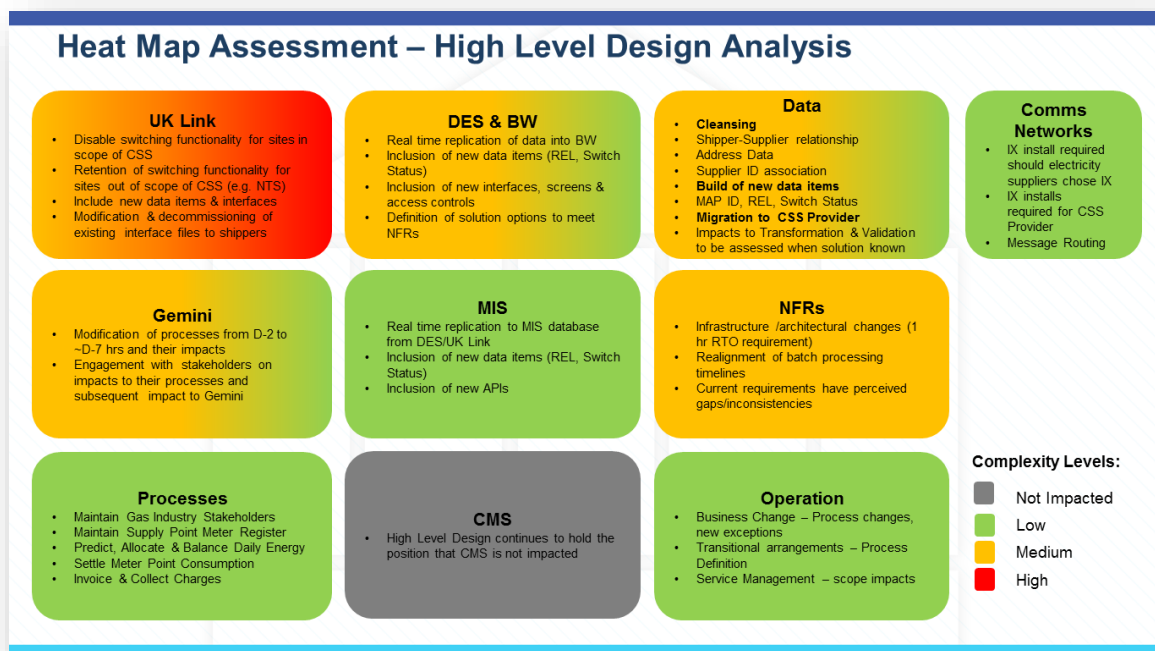 Heat Map Assessment – High Level Design Analysis
UK Link
• Disable switching functionality for sites in
scope of CSS
• Retention of switching functionality for
sites out of scope of CSS (e.g. NTS)
• Include new data items & interfaces
• Modification & decommissioning of
existing interface files to shippers
DES & BW
• Real time replication of data into BW
• Inclusion of new data items (REL, Switch
Status)
• Inclusion of new interfaces, screens &
access controls
• Definition of solution options to meet
NFRs
Data
• Cleansing
• Shipper-Supplier relationship
• Address Data
• Supplier ID association
• Build of new data items
• MAP ID, REL, Switch Status
• Migration to CSS Provider
• Impacts to Transformation & Validation
to be assessed when solution known
Comms
Networks
• IX install required
should electricity
suppliers chose IX
• IX installs
required for CSS
Provider
• Message Routing
Gemini
• Modification of processes from D-2 to
~D-7 hrs and their impacts
• Engagement with stakeholders on
impacts to their processes and
subsequent impact to Gemini
MIS
• Real time replication to MIS database
from DES/UK Link
• Inclusion of new data items (REL, Switch
Status)
• Inclusion of new APIs
NFRs
• Infrastructure /architectural changes (1
hr RTO requirement)
• Realignment of batch processing
timelines
• Current requirements have perceived
gaps/inconsistencies
Processes
• Maintain Gas Industry Stakeholders
• Maintain Supply Point Meter Register
• Predict, Allocate & Balance Daily Energy
• Settle Meter Point Consumption
• Invoice & Collect Charges
CMS
• High Level Design continues to hold the
position that CMS is not impacted
Operation
• Business Change – Process changes,
new exceptions
• Transitional arrangements – Process
Definition
• Service Management – scope impacts
Complexity Levels:
Not Impacted
Low
Medium
High